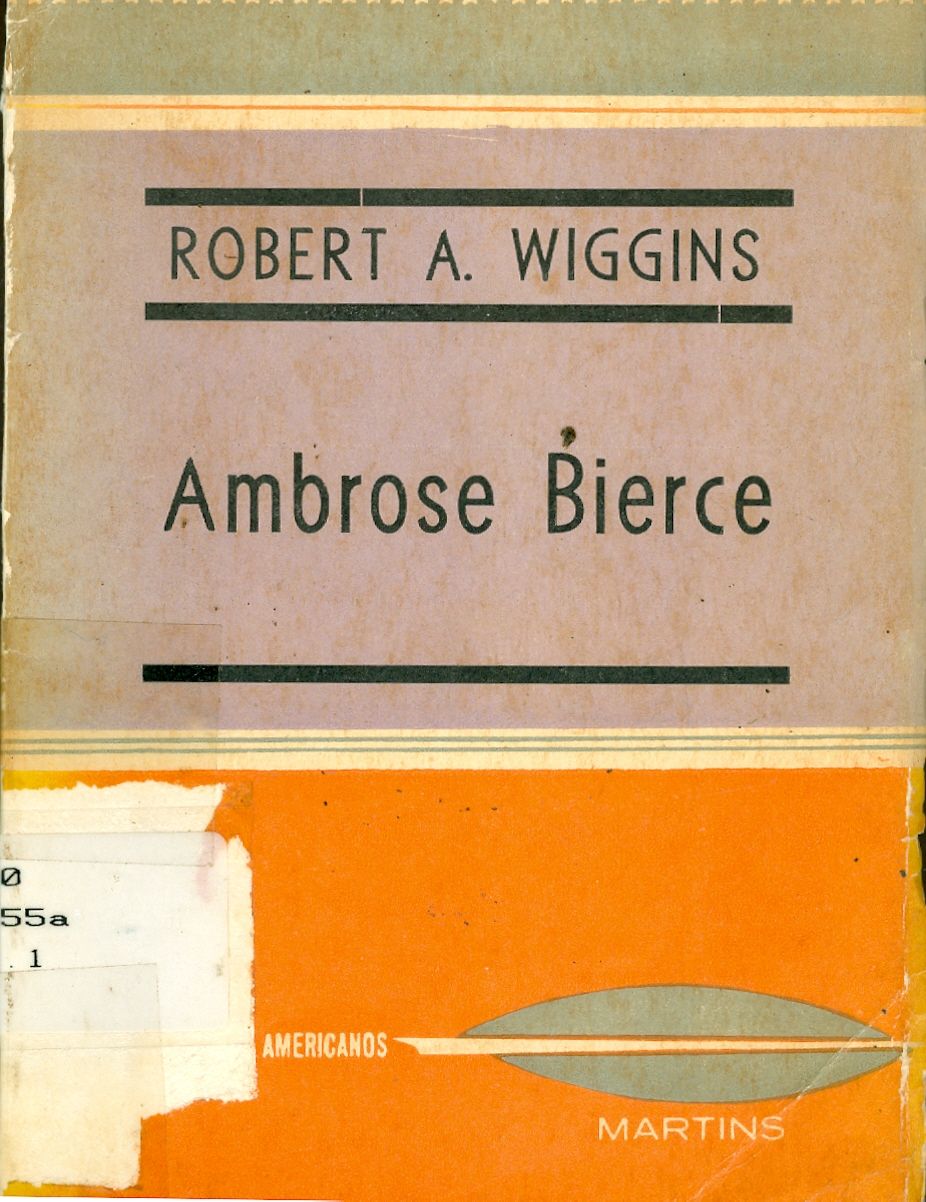 ROBERT A. WIGGINS
Ambrose Bierce
0
55a
. 1
AMERICANOS
MARTINS